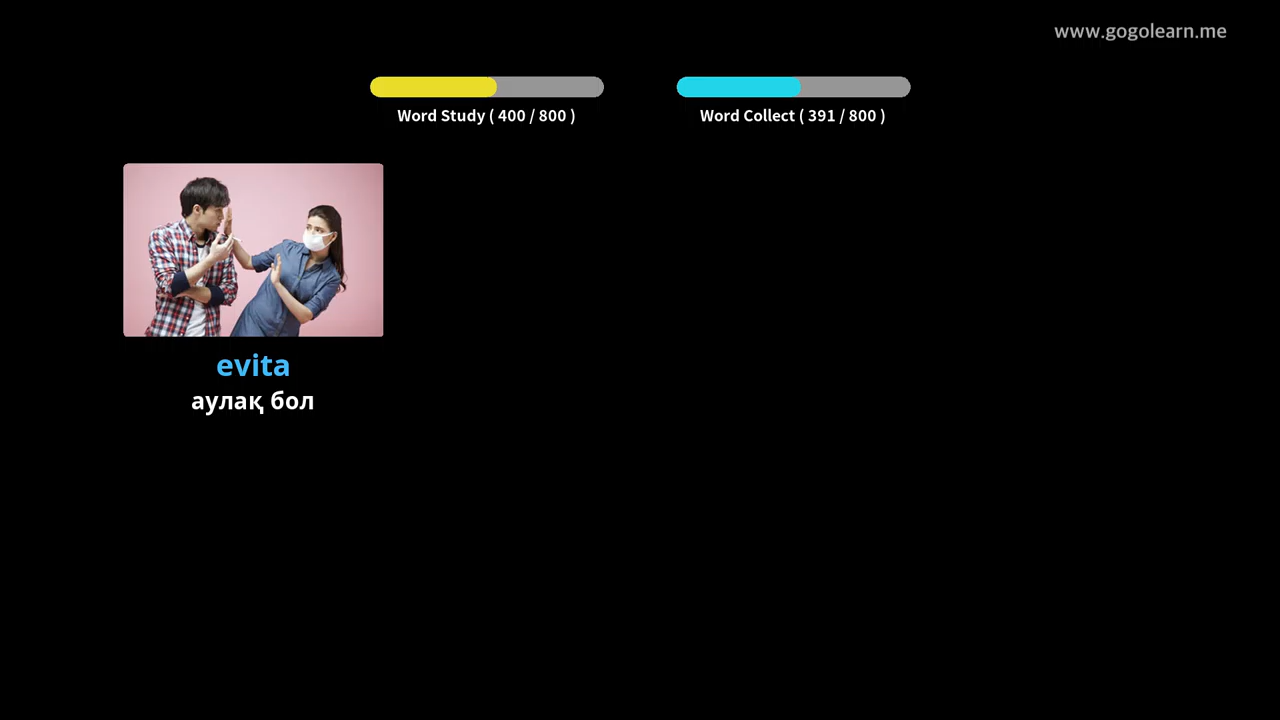 www.gogolearn.me
Word Study ( 400 / 800 )
Word Collect ( 391 / 800 )
evita
аулақ бол